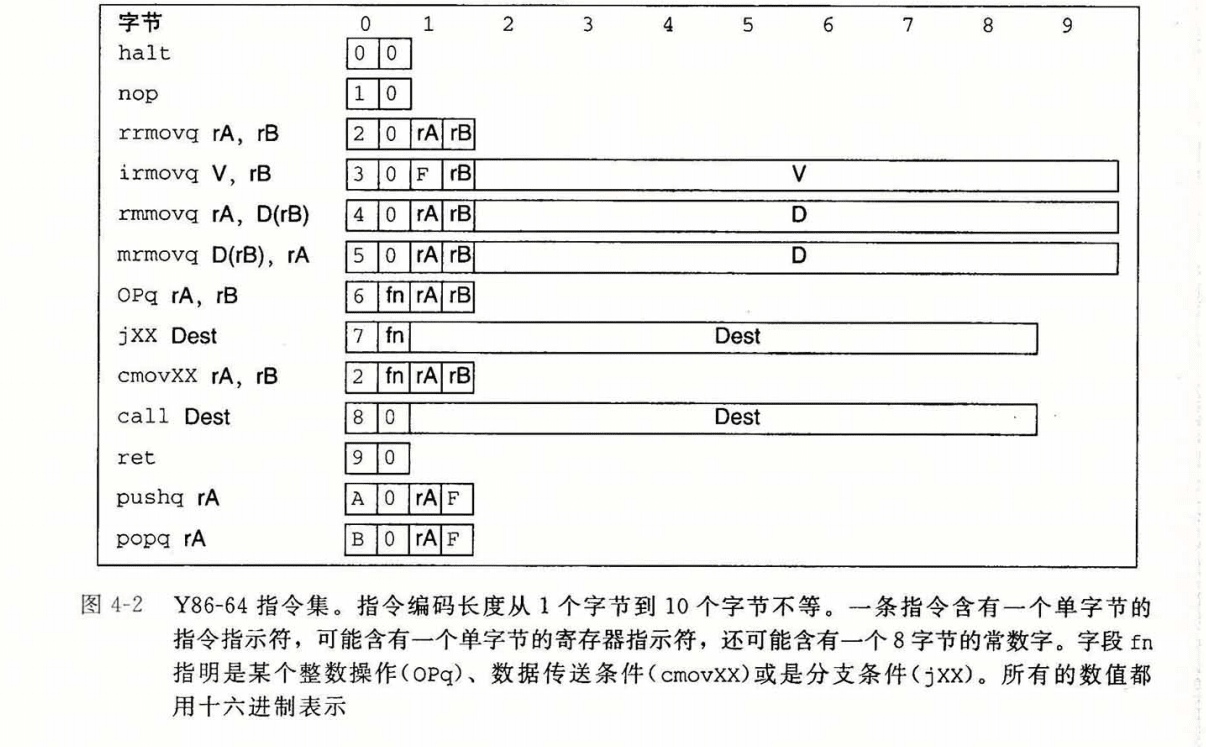 字节 0 1 2 3 4 5 6 7 8 9
halt 0 0
nop 1 0
rrmovq rA, rB 2 0 rA rB
irmovq V, rB 3 0 F rB V
rmmovq rA, D(rB) 4 0 rA rB D
mrmovq D(rB), rA 5 0 rA rB D
OPq rA, rB 6 fn rA rB
jXX Dest 7 fn Dest
cmovXX rA, rB 2 fn rA rB
call Dest 8 0 Dest
ret 9 0
pushq rA A 0 rA F
popq rA B 0 rA F
图 4-2 Y86-64 指令集。指令编码长度从 1 个字节到 10 个字节不等。一条指令含有一个单字节的
指令指示符，可能含有一个单字节的寄存器指示符，还可能含有一个 8 字节的常数字。字段 fn
指明是某个整数操作(OPq)、数据传送条件(cmovXX)或是分支条件(jXX)。所有的数值都
用十六进制表示